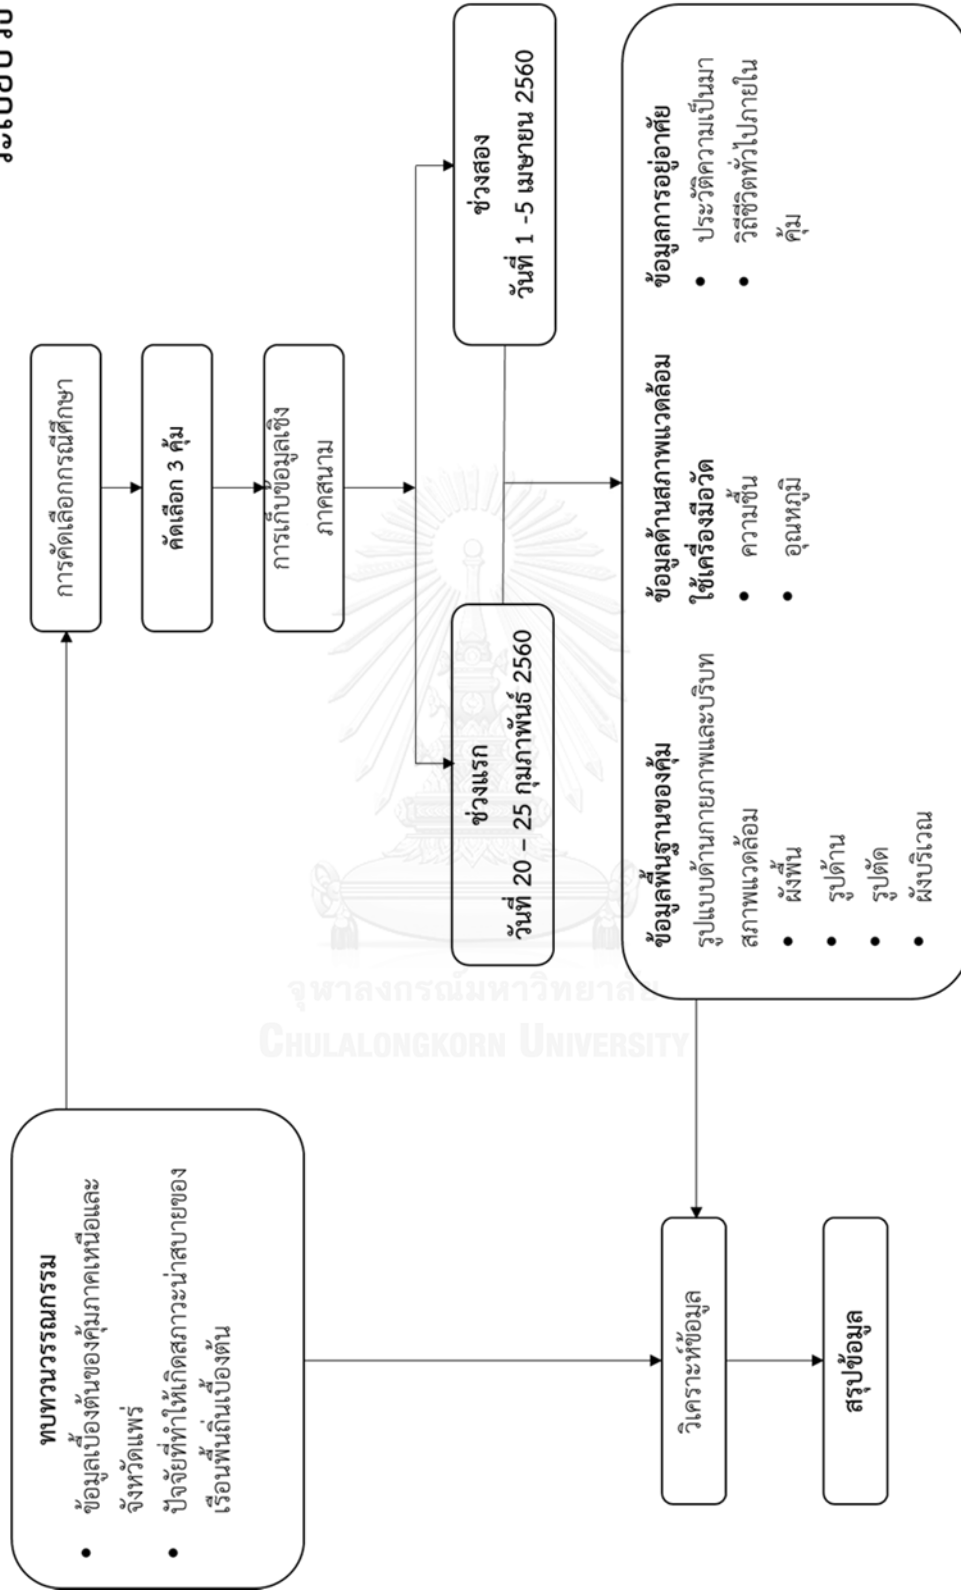 ทบทวนวรรณกรรม
• ข้อมูลเบื้องต้นของคุ้มภาคเหนือและ
จังหวัดแพร่
• ปัจจัยที่ทำให้เกิดสภาวะน่าสบายของ
เรือนพื้นถิ่นเบื้องต้น
การคัดเลือกกรณีศึกษา
คัดเลือก 3 คุ้ม
การเก็บข้อมูลเชิง
ภาคสนาม
ช่วงแรก
วันที่ 20 – 25 กุมภาพันธ์ 2560
ช่วงสอง
วันที่ 1 -5 เมษายน 2560
ข้อมูลพื้นฐานของคุ้ม
รูปแบบด้านกายภาพและบริบท
สภาพแวดล้อม
• ผังพื้น
• รูปด้าน
• รูปตัด
• ผังบริเวณ
ข้อมูลด้านสภาพแวดล้อม
ใช้เครื่องมือวัด
• ความชื้น
• อุณหภูมิ
ข้อมูลการอยู่อาศัย
• ประวัติความเป็นมา
• วิถีชีวิตทั่วไปภายใน
คุ้ม
วิเคราะห์ข้อมูล
สรุปข้อมูล
จุฬาลงกรณ์มหาวิทยาลัย
CHULALONGKORN UNIVERSITY